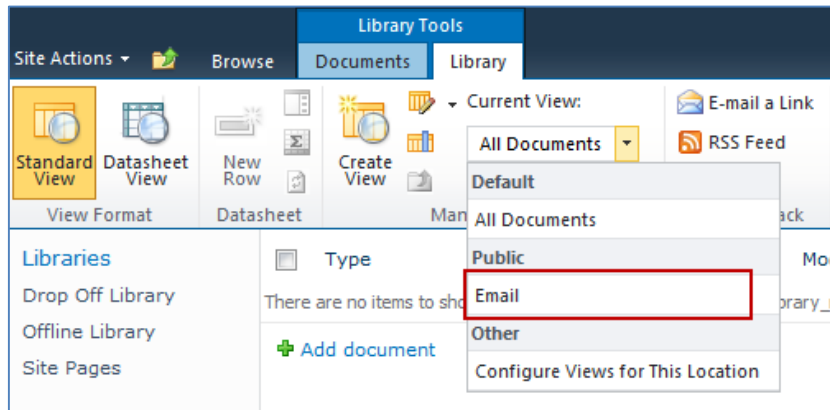 Library Tools
Site Actions Browse Documents Library
Standard View
Datasheet View
New Row
Create View
Current View:
All Documents
E-mail a Link
RSS Feed
View Format
Datasheet
Default
All Documents
Public
Email
Other
Configure Views for This Location
Libraries
Drop Off Library
Offline Library
Site Pages
Type
There are no items to
Add document